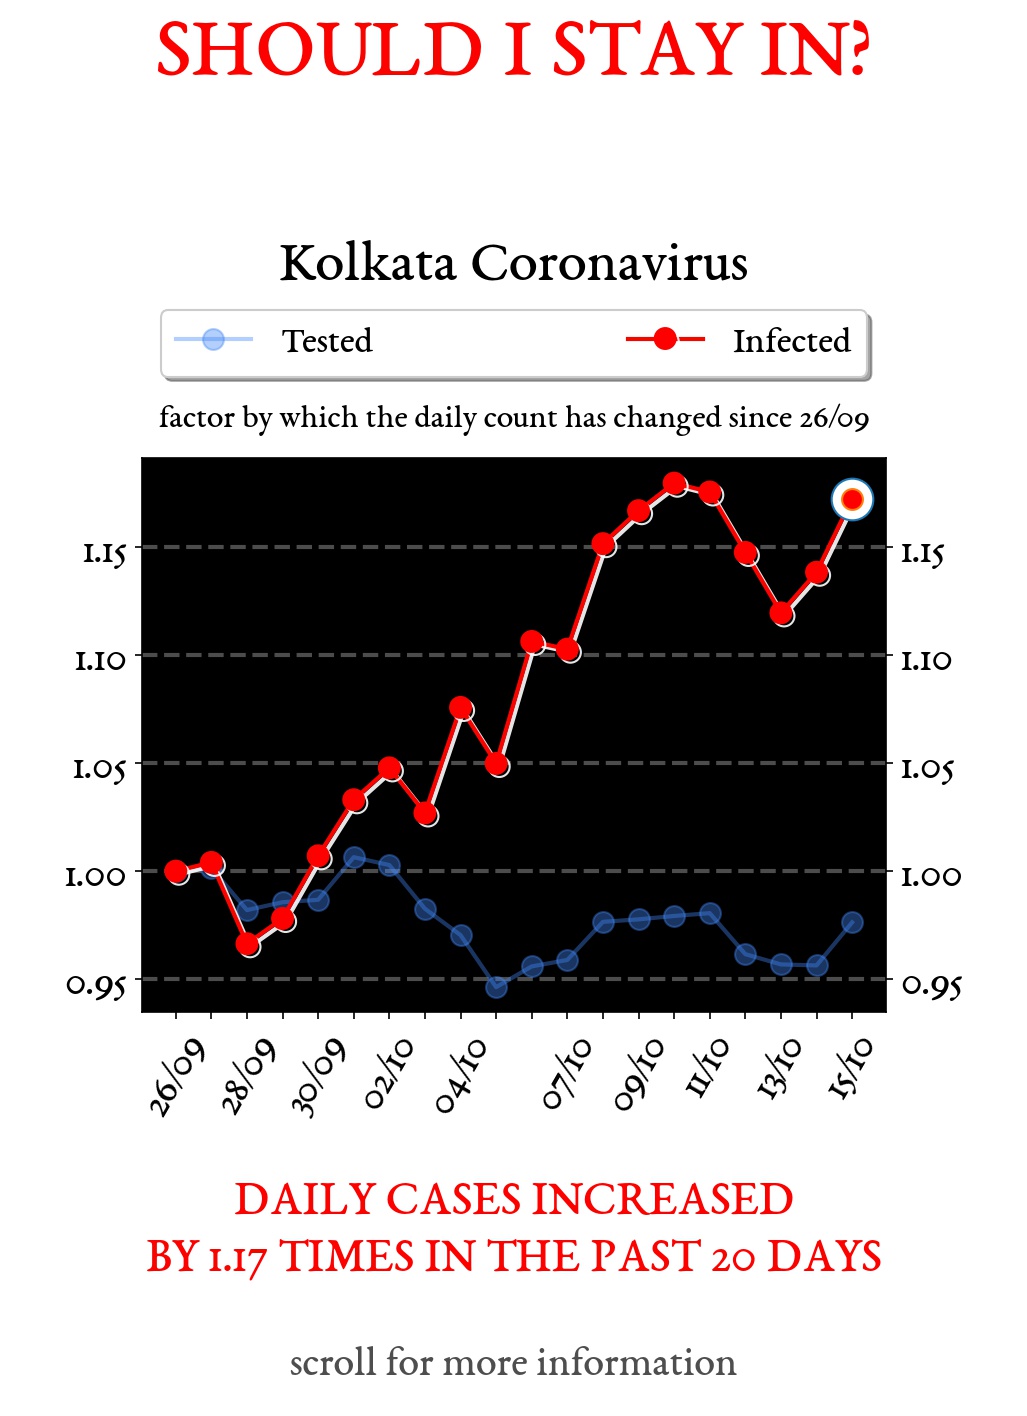 SHOULD I STAY IN?
Kolkata Coronavirus
Tested Infected
factor by which the daily count has changed since 26/09
1.15 1.15
1.10 1.10
1.05 1.05
1.00 1.00
0.95 0.95
26/09 28/09 30/09 02/10 04/10 07/10 09/10 11/10 13/10 15/10
DAILY CASES INCREASED
BY 1.17 TIMES IN THE PAST 20 DAYS
scroll for more information